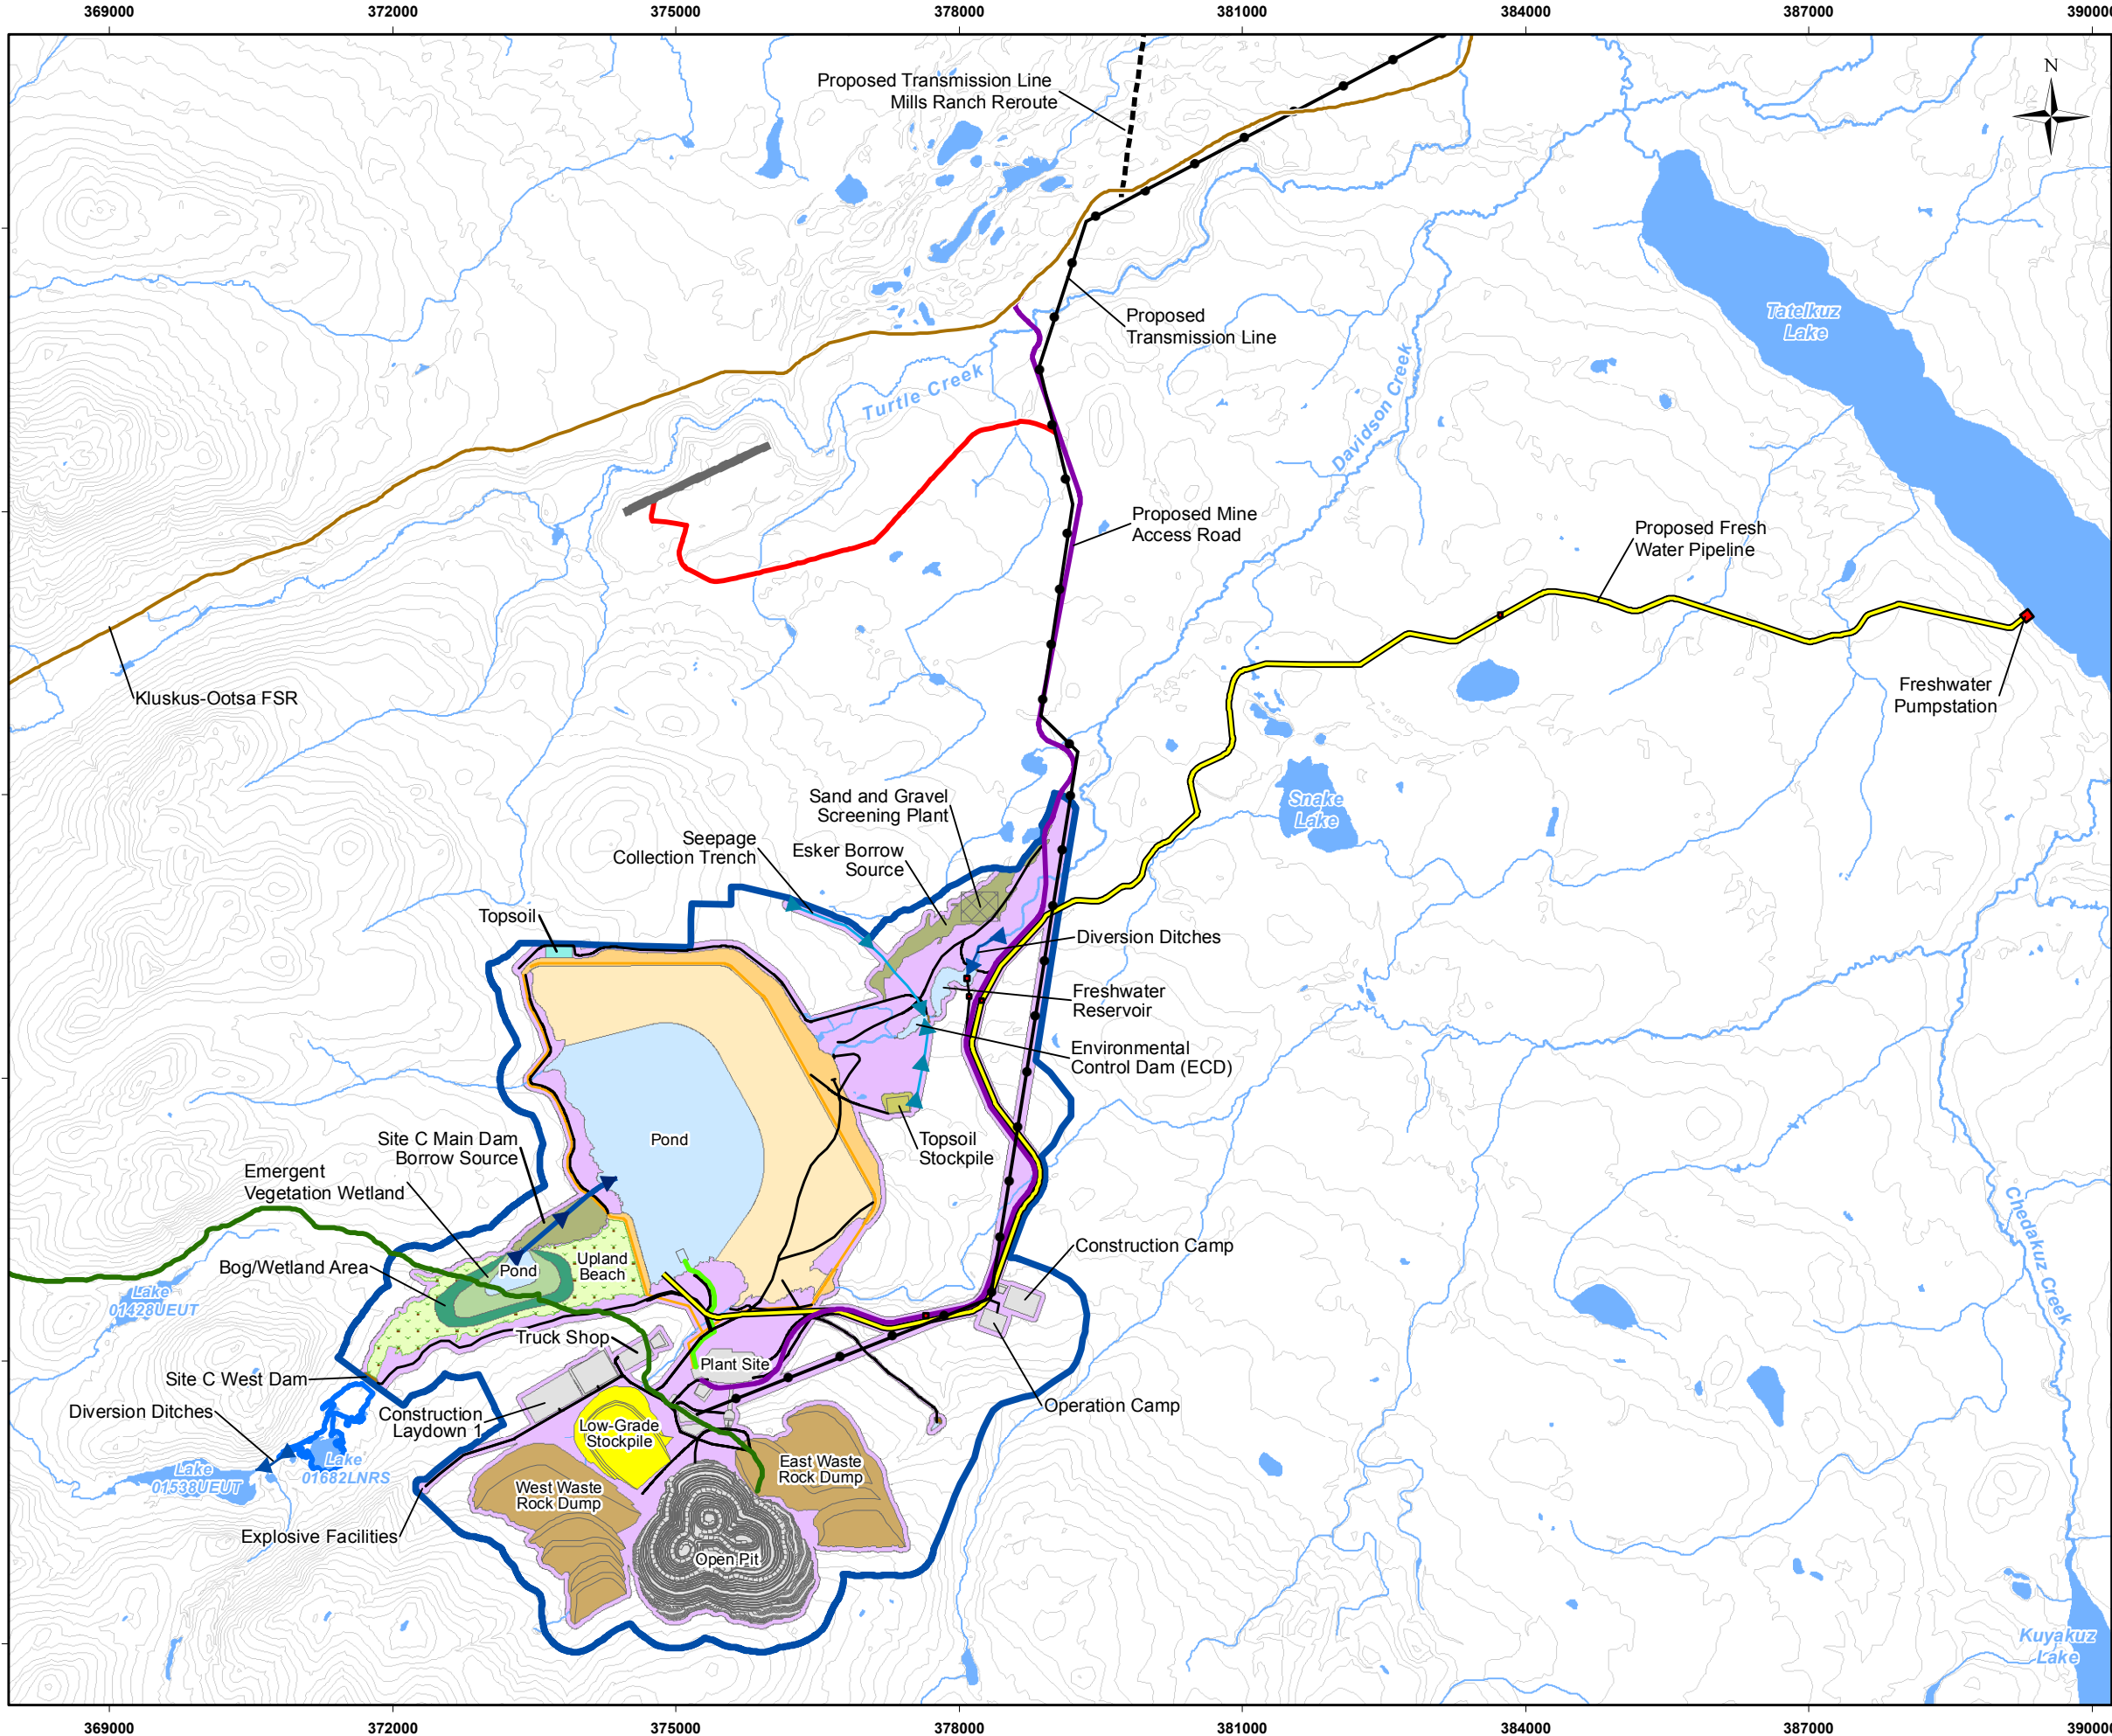 369000
372000
375000
378000
381000
384000
387000
N
Proposed Transmission Line
Mills Ranch Reroute
Tatelkuz
Lake
Proposed
Transmission Line
Turtle Creek
Davidson Creek
Proposed Mine
Access Road
Proposed Fresh
Water Pipeline
Kluskus-Ootsa FSR
Freshwater
Pumpstation
Sand and Gravel
Screening Plant
Snake
Lake
Seepage
Collection Trench
Esker Borrow
Source
Topsoil
Diversion Ditches
Freshwater
Reservoir
Environmental
Control Dam (ECD)
Pond
Site C Main Dam
Borrow Source
Topsoil
Stockpile
Emergent
Vegetation Wetland
Chedakuz Creek
Construction Camp
Bog/Wetland Area
Pond
Upland
Beach
Lake
01428UEUT
Truck Shop
Plant Site
Site C West Dam
Operation Camp
Diversion Ditches
Construction
Laydown 1
Low-Grade
Stockpile
Lake
01682LNRS
Lake
01538UEUT
East Waste
Rock Dump
West Waste
Rock Dump
Explosive Facilities
Open Pit
Kuyakuz
Lake
369000
372000
375000
378000
381000
384000
387000